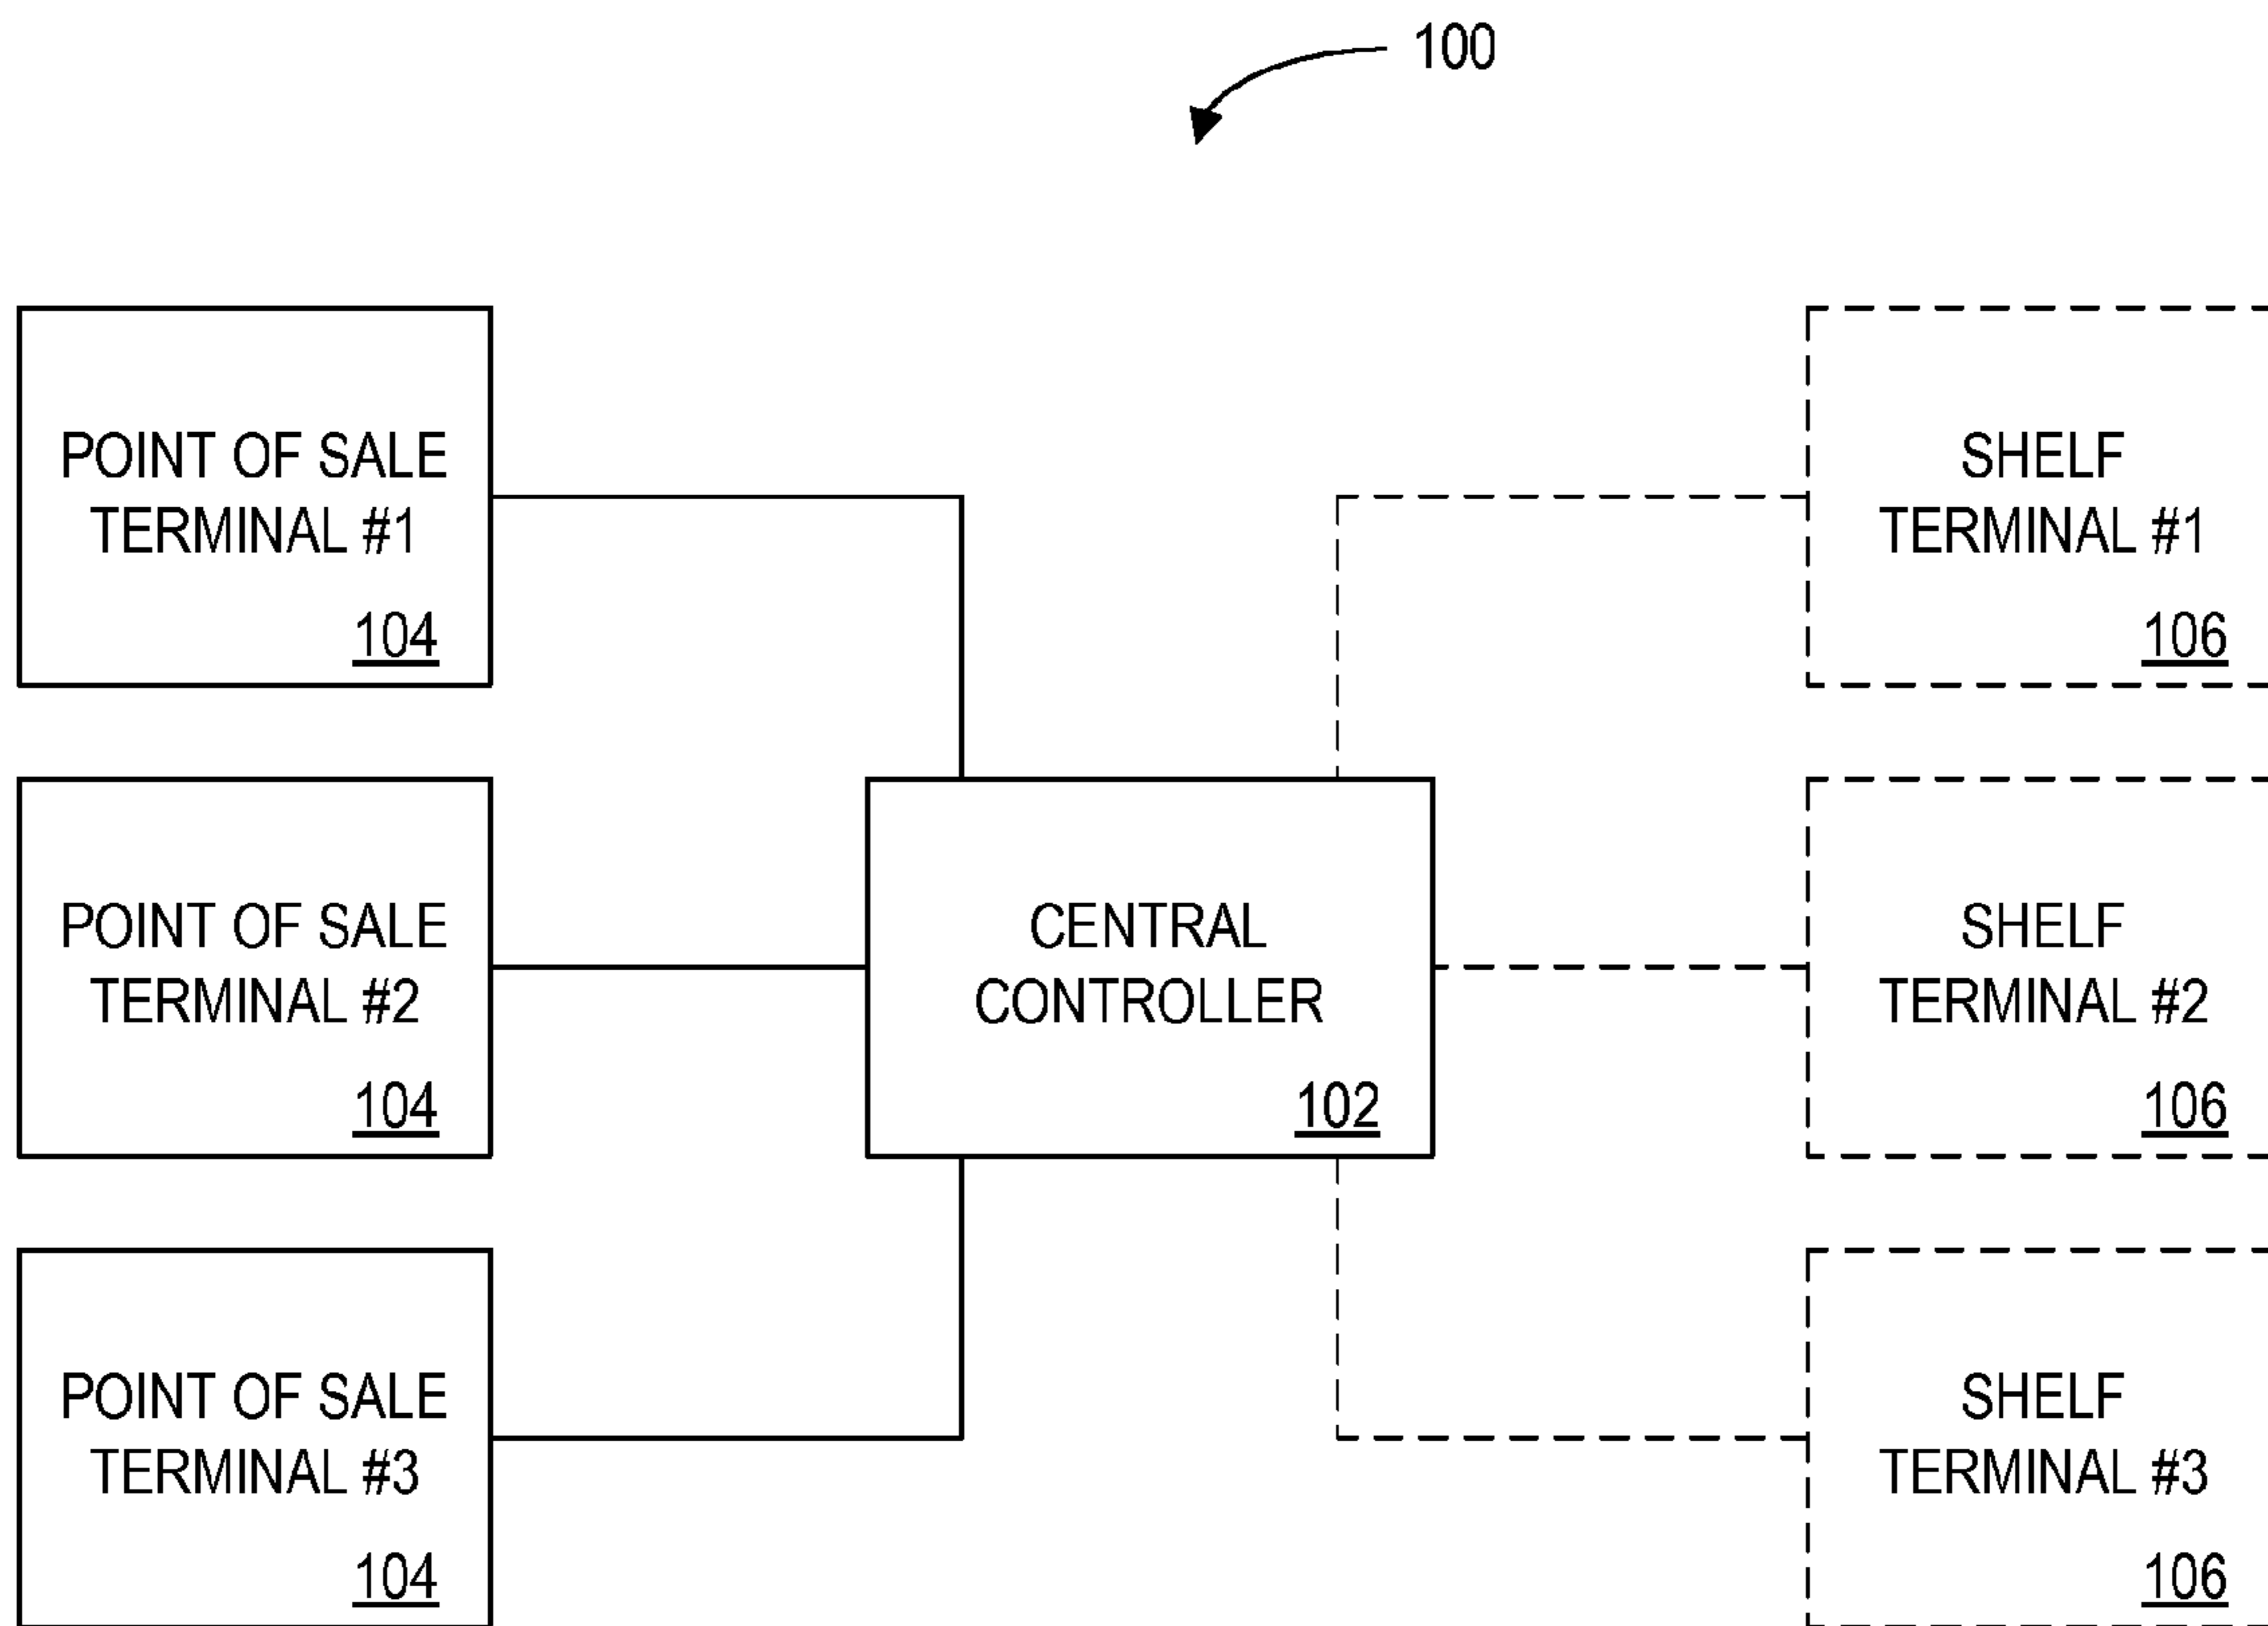 100
POINT OF SALE
TERMINAL #1
104
SHELF
TERMINAL #1
106
POINT OF SALE
TERMINAL #2
104
CENTRAL
CONTROLLER
102
SHELF
TERMINAL #2
106
POINT OF SALE
TERMINAL #3
104
SHELF
TERMINAL #3
106